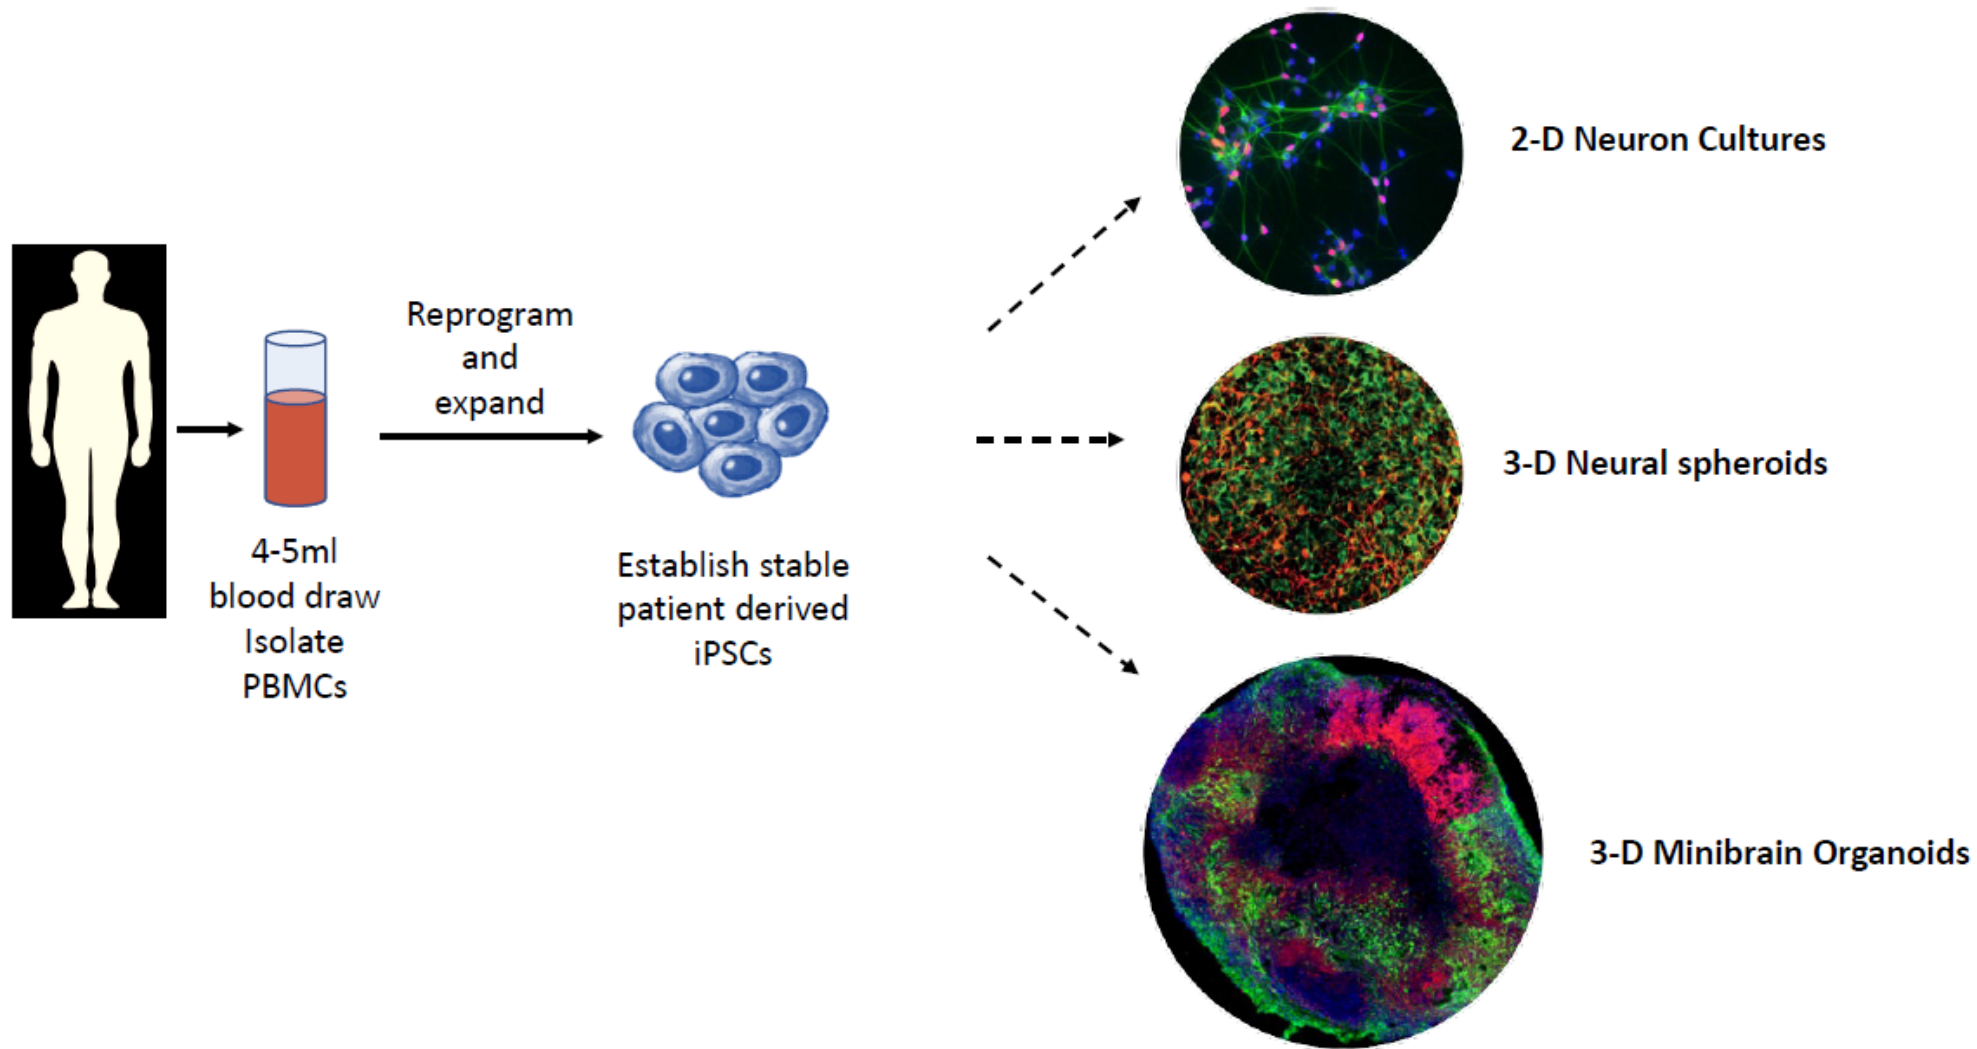 4-5ml
blood draw
Isolate
PBMCs
Reprogram
and
expand
Establish stable
patient derived
iPSCs
2-D Neuron Cultures
3-D Neural spheroids
3-D Minibrain Organoids